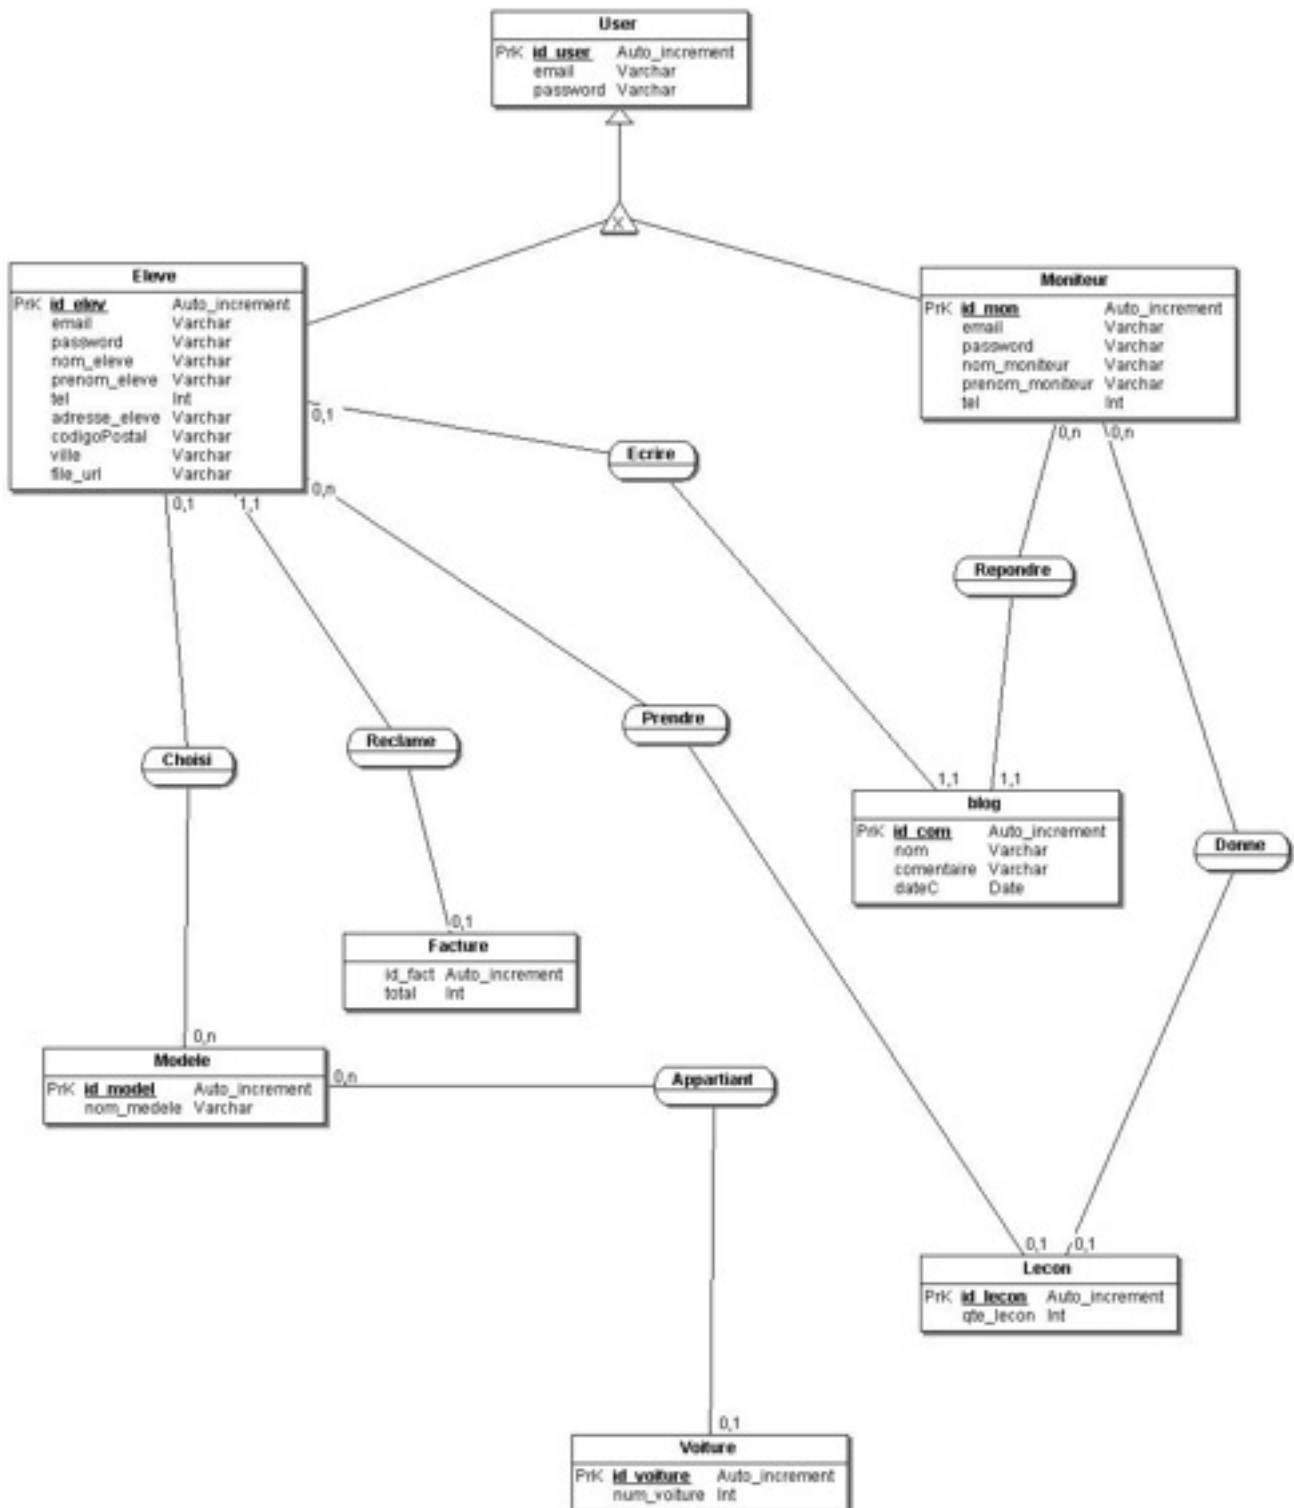 User
PrK id_user Auto_increment
email Varchar
password Varchar
X
Eleve
PrK id_elev Auto_increment
email Varchar
password Varchar
nom_eleve Varchar
prenom_eleve Varchar
tel Int
adresse_eleve Varchar
codigoPostal Varchar
ville Varchar
file_url Varchar
Moniteur
PrK id_mon Auto_increment
email Varchar
password Varchar
nom_moniteur Varchar
prenom_moniteur Varchar
tel Int
0,1
Ecrire
0,n
0,n
0,n
0,1
1,1
Repondre
Prendre
Reclame
Choisi
1,1
1,1
blog
PrK id_com Auto_increment
nom Varchar
comentaire Varchar
dateC Date
Donne
0,1
Facture
id_fact Auto_increment
total Int
0,n
Modele
PrK id_model Auto_increment
nom_medele Varchar
0,n
Appartiant
0,1
0,1
Lecon
PrK id_lecon Auto_increment
qte_lecon Int
0,1
Voiture
PrK id_voiture Auto_increment
num_voiture Int